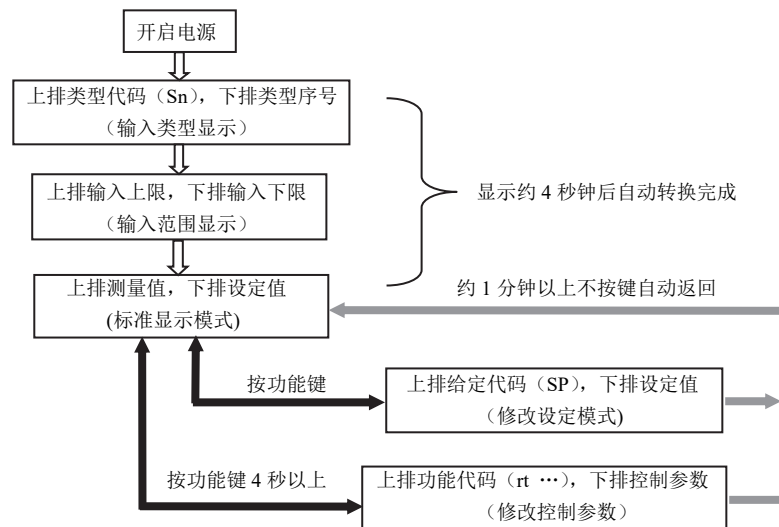 开启电源
上排类型代码（Sn），下排类型序号
（输入类型显示）
上排输入上限，下排输入下限
（输入范围显示）
显示约 4 秒钟后自动转换完成
上排测量值，下排设定值
(标准显示模式)
约 1 分钟以上不按键自动返回
按功能键
上排给定代码（SP），下排设定值
（修改设定模式）
按功能键 4 秒以上
上排功能代码（rt …），下排控制参数
（修改控制参数）